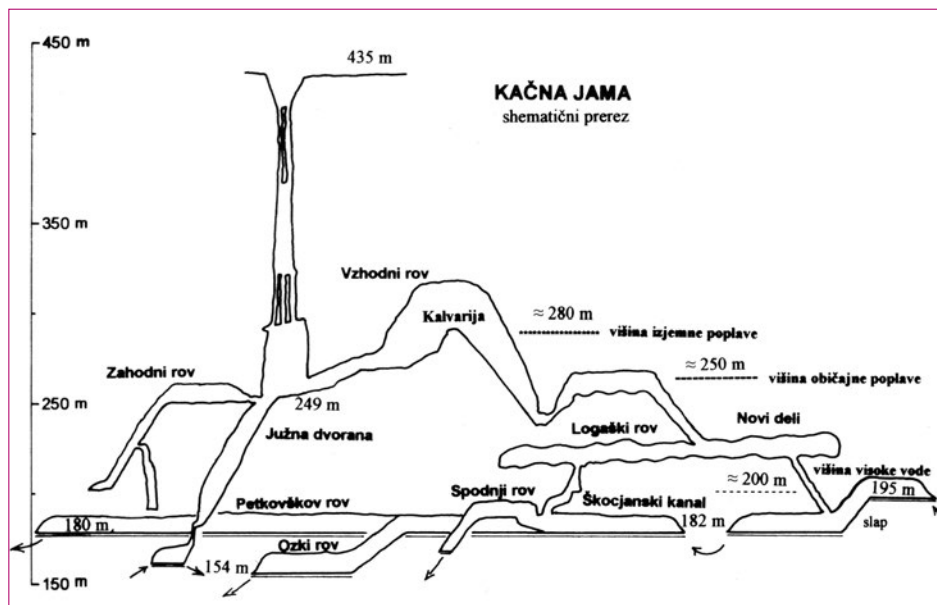 450 m
435 m
KAČNA JAMA
shematični prerez
350 m
Vzhodni rov
Kalvarija
≈ 280 m
višina izjemne poplave
Zahodni rov
≈ 250 m
višina običajne poplave
250 m
249 m
Južna dvorana
Logaški rov
Novi deli
višina visoke vode
≈ 200 m
195 m
Spodnji rov
Škocjanski kanal
Petkovškov rov
180 m
182 m
slap
Ozki rov
154 m
150 m